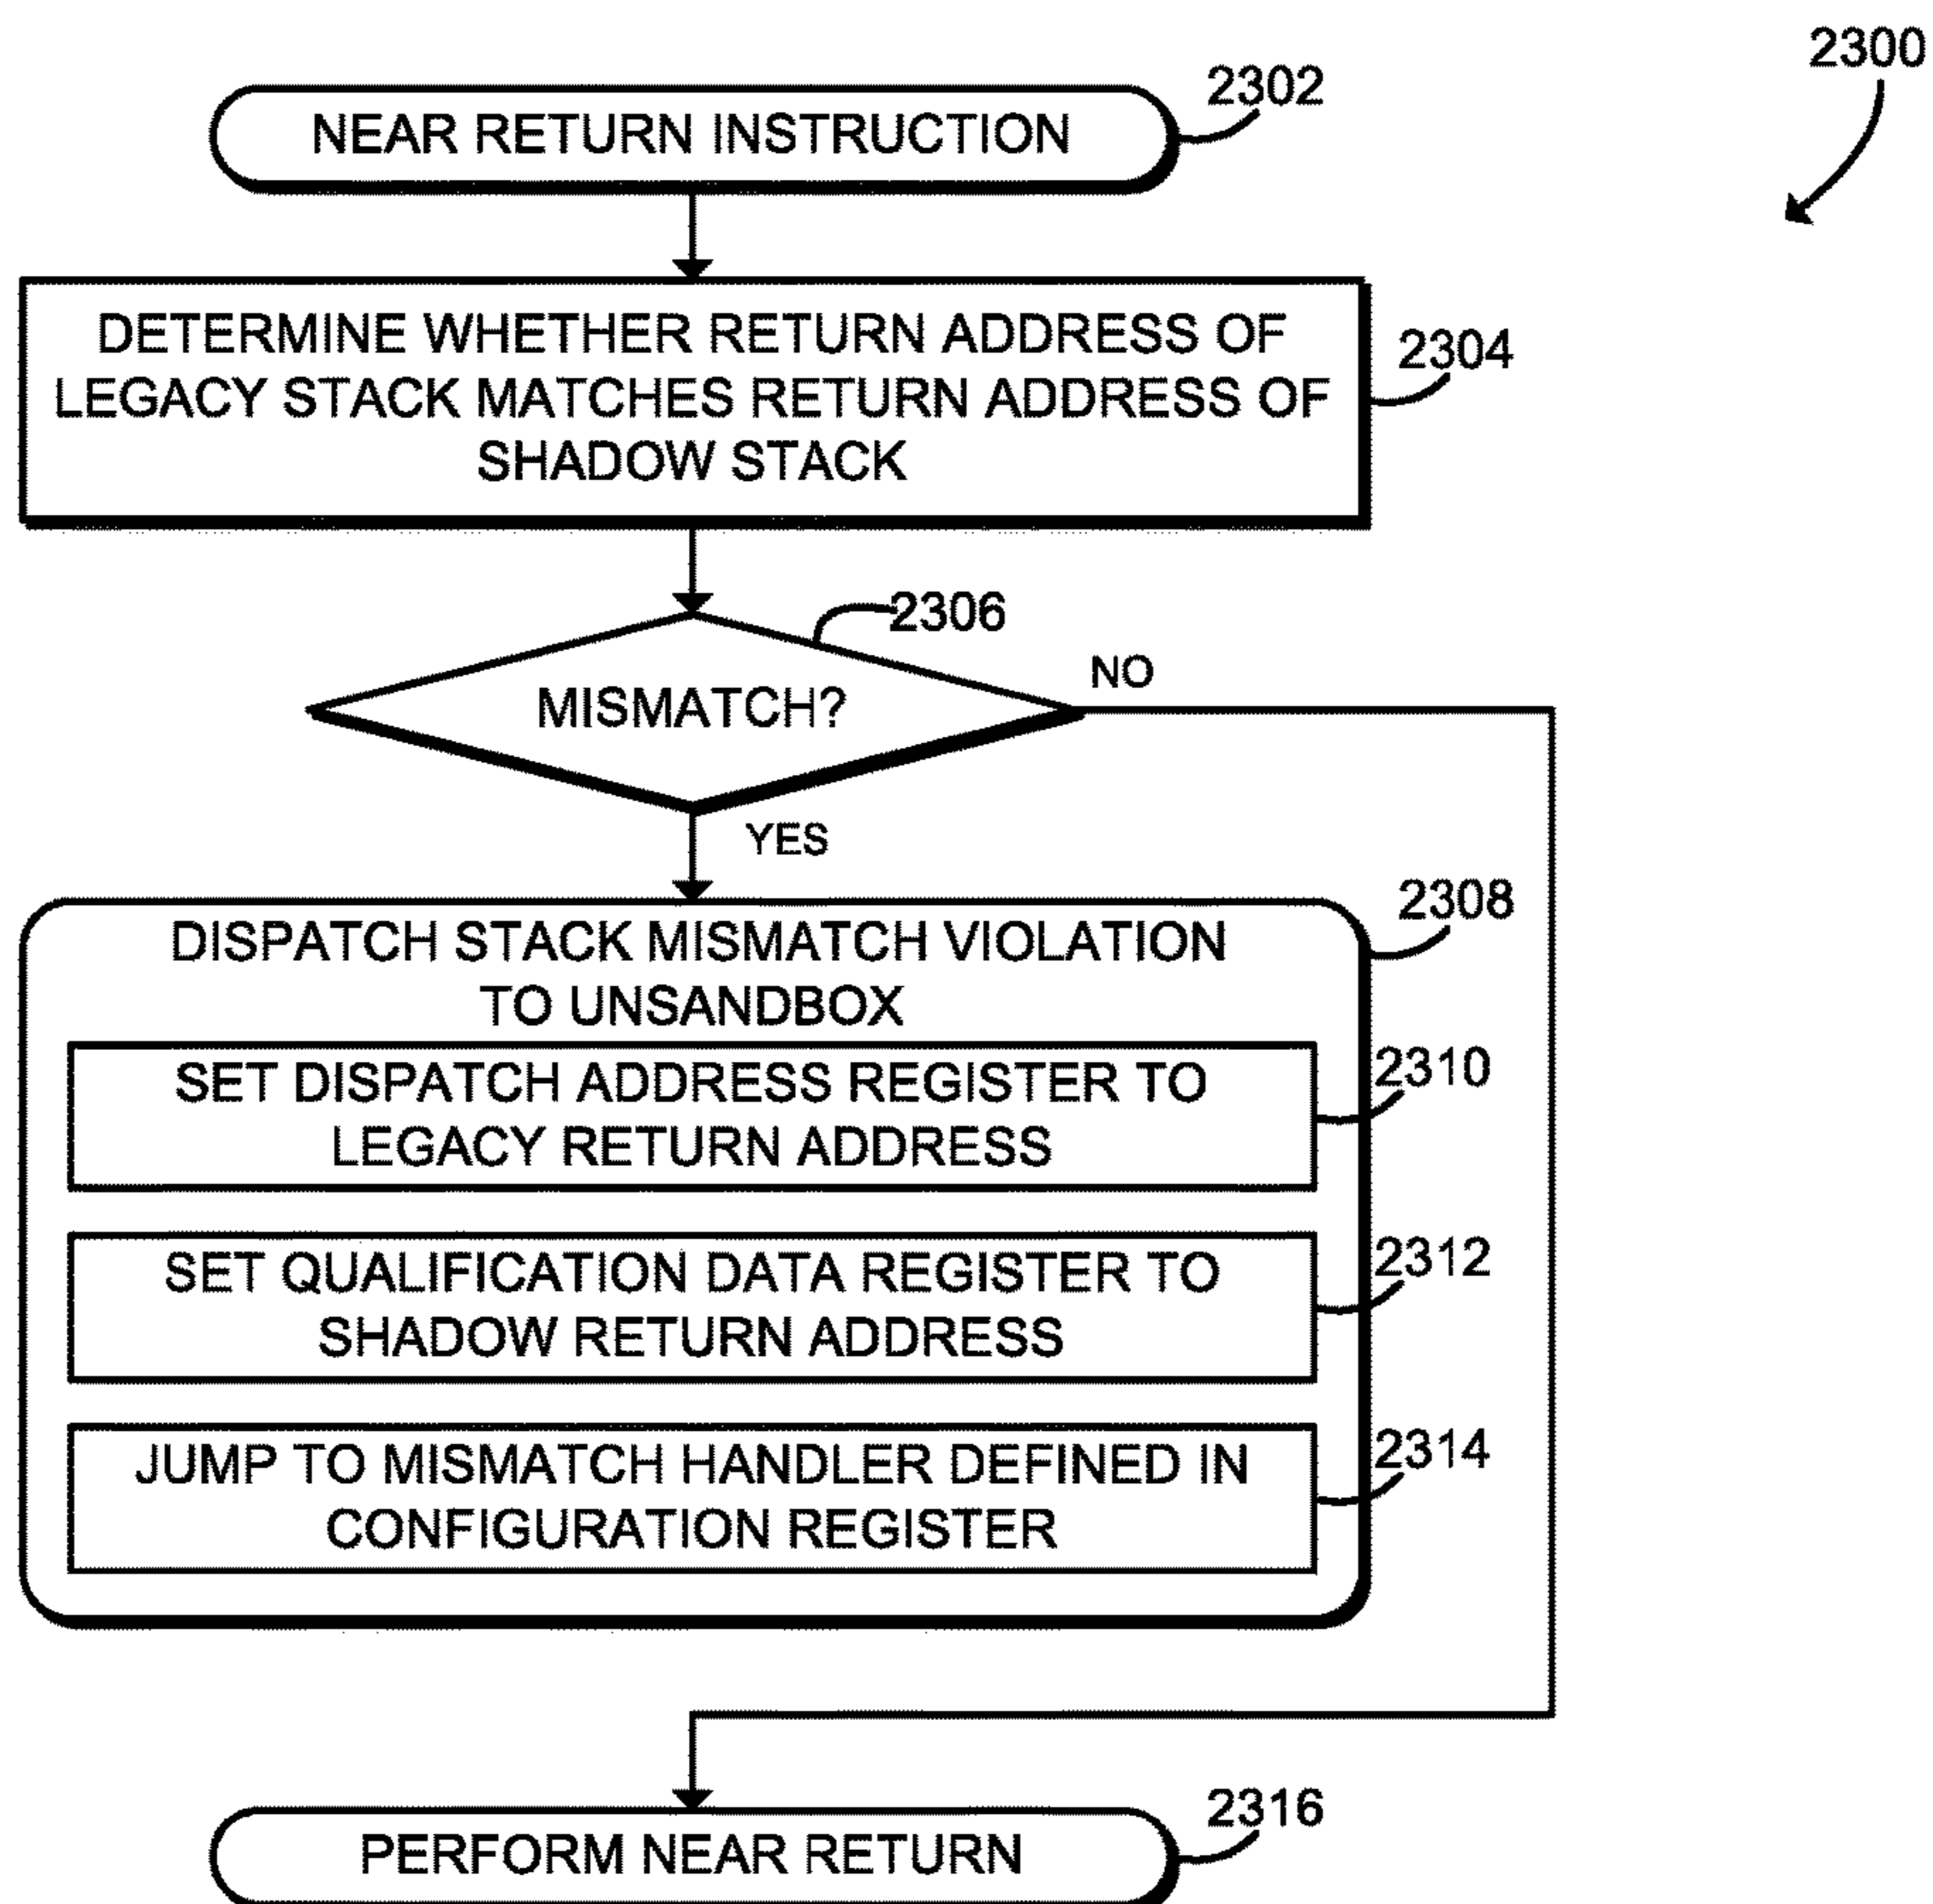 2300
NEAR RETURN INSTRUCTION
2302
DETERMINE WHETHER RETURN ADDRESS OF
LEGACY STACK MATCHES RETURN ADDRESS OF
SHADOW STACK
2304
2306
MISMATCH?
NO
YES
2308
DISPATCH STACK MISMATCH VIOLATION
TO UNSANDBOX
SET DISPATCH ADDRESS REGISTER TO
LEGACY RETURN ADDRESS
2310
SET QUALIFICATION DATA REGISTER TO
SHADOW RETURN ADDRESS
2312
JUMP TO MISMATCH HANDLER DEFINED IN
CONFIGURATION REGISTER
2314
PERFORM NEAR RETURN
2316